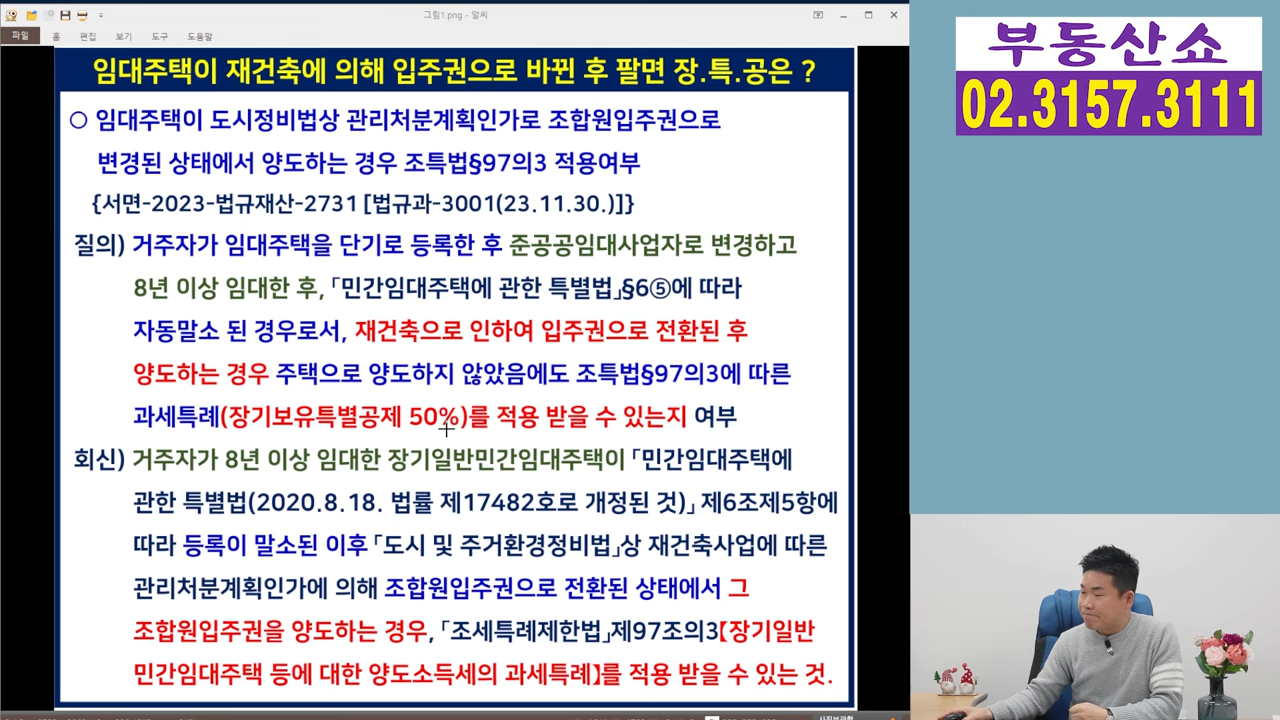 그림1.png - 알씨
파일 홈 편집 보기 도구 도움말
부동산쇼
02.3157.3111
임대주택이 재건축에 의해 입주권으로 바뀐 후 팔면 장.특.공은 ?
○ 임대주택이 도시정비법상 관리처분계획인가로 조합원입주권으로
변경된 상태에서 양도하는 경우 조특법§97의3 적용여부
{서면-2023-법규재산-2731 [법규과-3001(23.11.30.)]}
질의) 거주자가 임대주택을 단기로 등록한 후 준공공임대사업자로 변경하고
8년 이상 임대한 후, 「민간임대주택에 관한 특별법」§6⑤에 따라
자동말소 된 경우로서, 재건축으로 인하여 입주권으로 전환된 후
양도하는 경우 주택으로 양도하지 않았음에도 조특법§97의3에 따른
과세특례(장기보유특별공제 50%)를 적용 받을 수 있는지 여부
회신) 거주자가 8년 이상 임대한 장기일반민간임대주택이 「민간임대주택에
관한 특별법(2020.8.18. 법률 제17482호로 개정된 것)」 제6조제5항에
따라 등록이 말소된 이후 「도시 및 주거환경정비법」상 재건축사업에 따른
관리처분계획인가에 의해 조합원입주권으로 전환된 상태에서 그
조합원입주권을 양도하는 경우, 「조세특례제한법」제97조의3【장기일반
민간임대주택 등에 대한 양도소득세의 과세특례】를 적용 받을 수 있는 것.